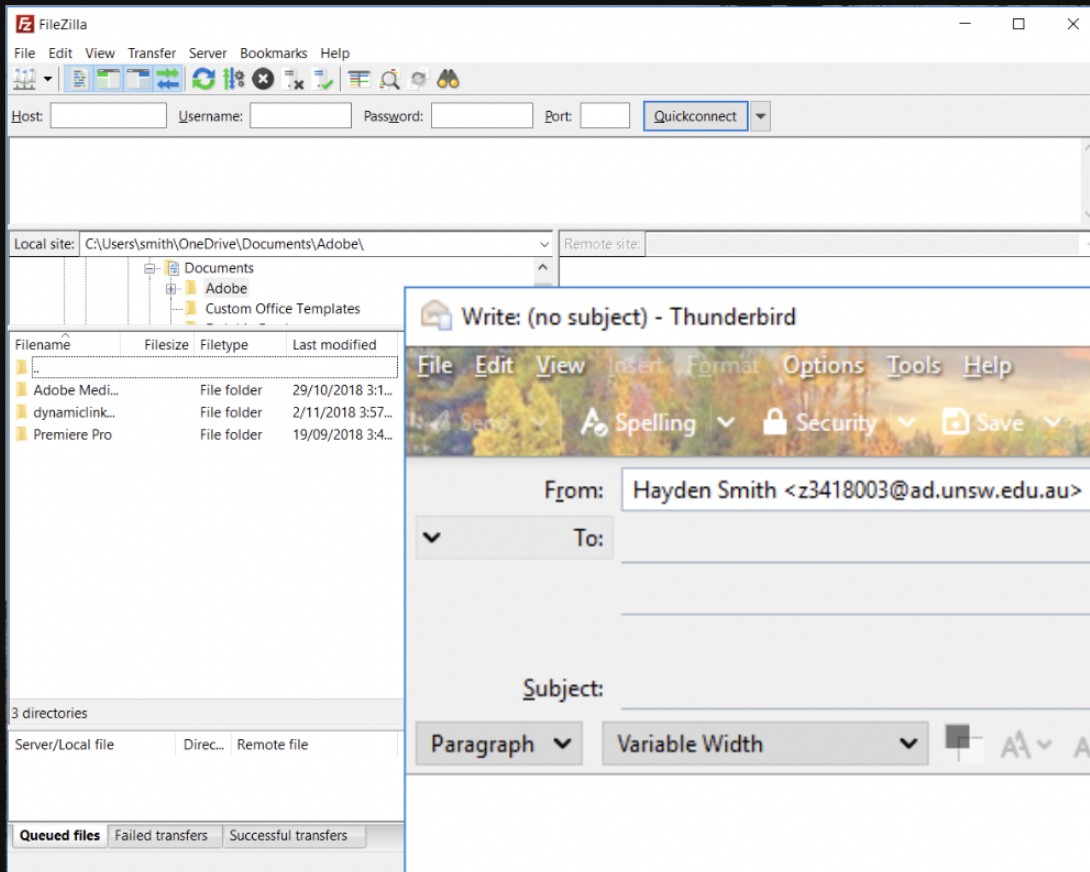 FileZilla
File Edit View Transfer Server Bookmarks Help
Host: Username: Password: Port: Quickconnect
Local site: C:\Users\smith\OneDrive\Documents\Adobe\ Remote site:
Documents
Adobe
Custom Office Templates
Filename Filesize Filetype Last modified
..
Adobe Medi... File folder 29/10/2018 3:1...
dynamiclink... File folder 2/11/2018 3:57...
Premiere Pro File folder 19/09/2018 3:4...
3 directories
Server/Local file Direc... Remote file
Queued files Failed transfers Successful transfers
Write: (no subject) - Thunderbird
File Edit View Insert Format Options Tools Help
Send Spelling Security Save
From: Hayden Smith <z3418003@ad.unsw.edu.au>
To:
Subject:
Paragraph Variable Width